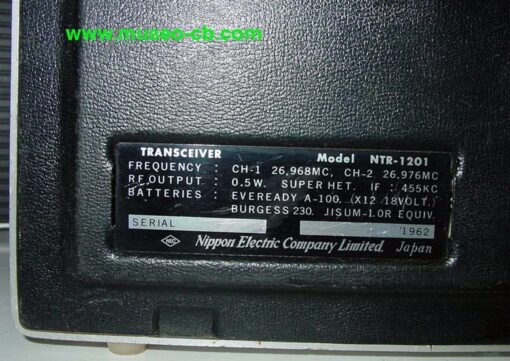 www.museo-cb.com
TRANSCEIVER Model NTR-1201
FREQUENCY : CH-1 26,968MC, CH-2 26,976MC
RF.OUTPUT : 0.5W. SUPER HET. IF : 455KC
BATTERIES : EVEREADY A-100. (X12 18VOLT.)
BURGESS 230. JISUM-1.OR EQUIV.
SERIAL 1962
NEC Nippon Electric Company Limited. Japan